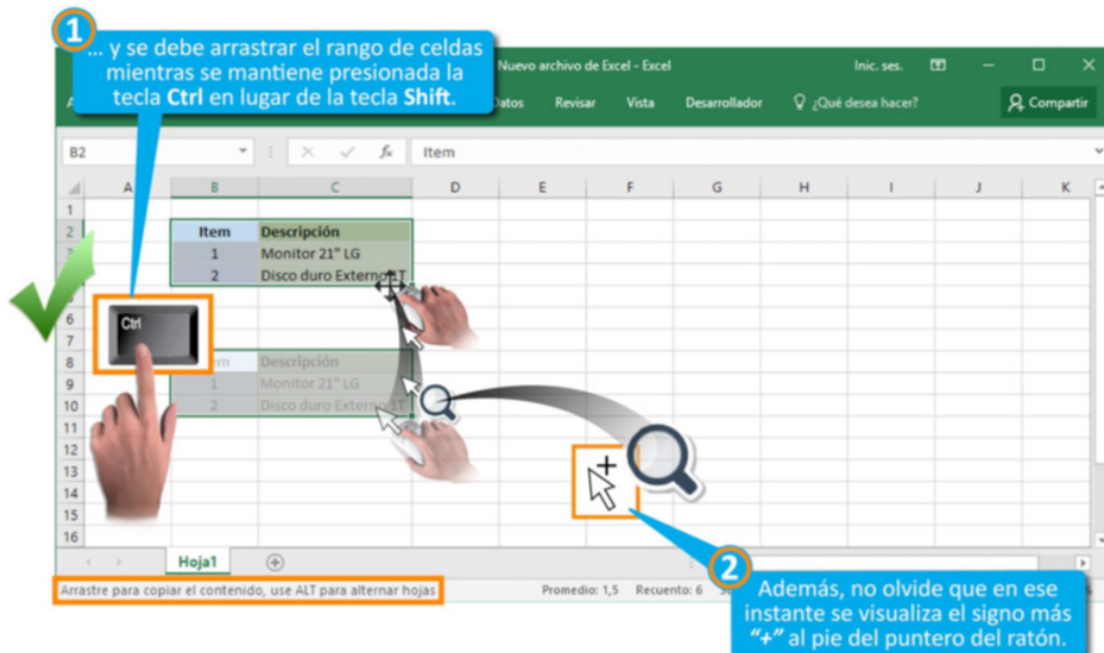 1
... y se debe arrastrar el rango de celdas
mientras se mantiene presionada la
tecla Ctrl en lugar de la tecla Shift.
Nuevo archivo de Excel - Excel
Inic. ses.
Datos Revisar Vista Desarrollador ¿Qué desea hacer? Compartir
B2 fx Item
A B C D E F G H I J K
1
2 Item Descripción
3 1 Monitor 21" LG
2 Disco duro Externo 1T
6
Ctrl
7
8 Item Descripción
9 1 Monitor 21" LG
10 2 Disco duro Externo 1T
11
12
13
14
15
16
Hoja1
Arrastre para copiar el contenido, use ALT para alternar hojas
Promedio: 1,5 Recuento: 6
2
Además, no olvide que en ese
instante se visualiza el signo más
"+" al pie del puntero del ratón.